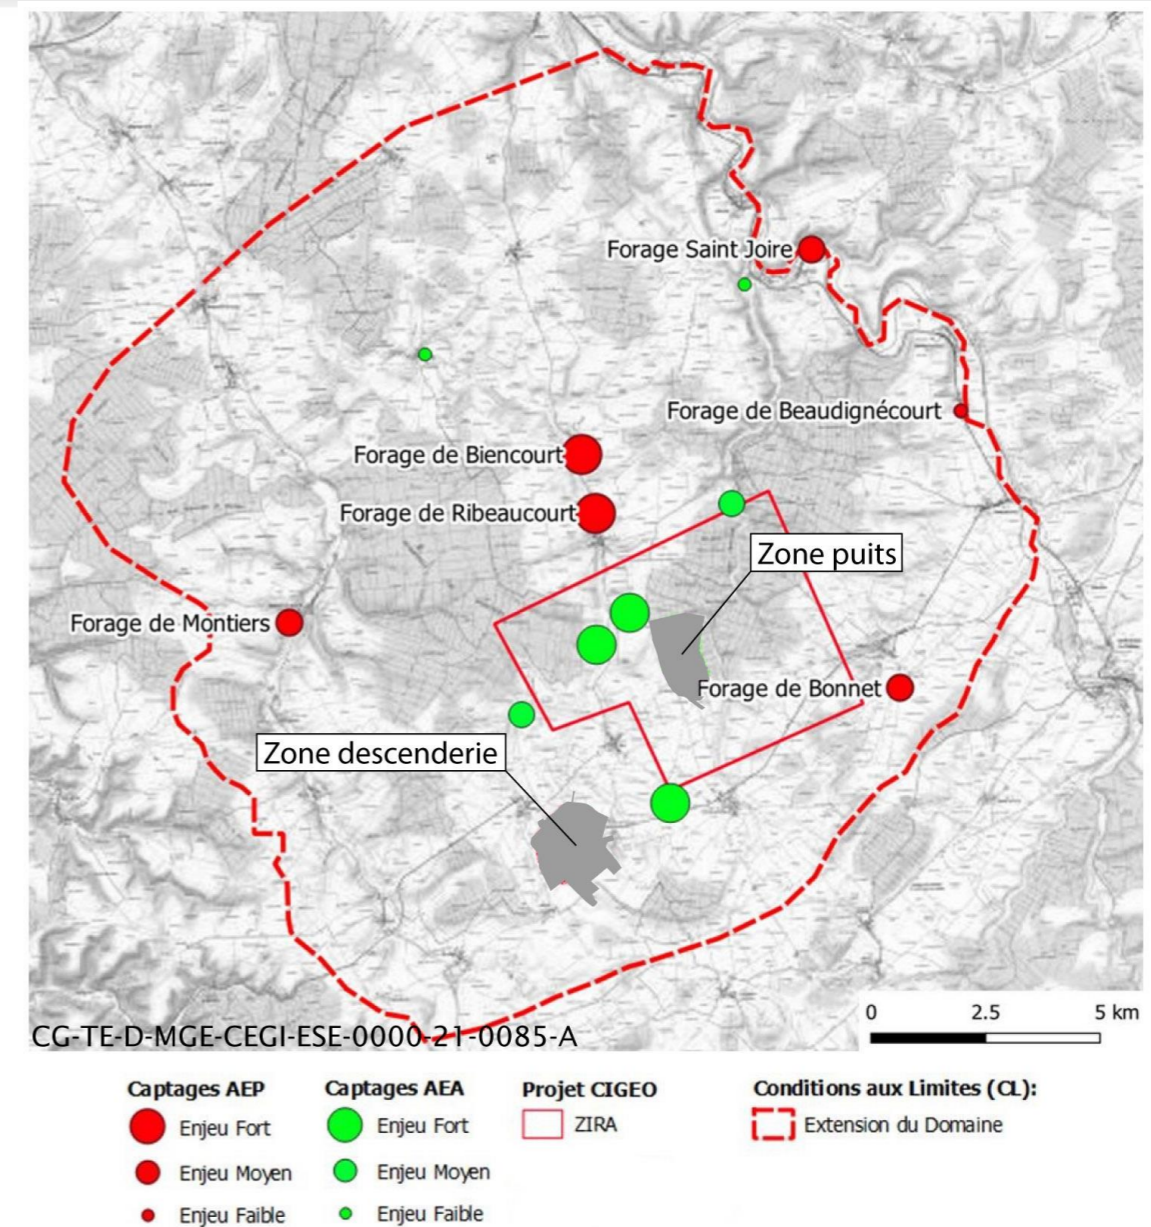 Forage Saint Joire
Forage de Beaudignécourt
Forage de Biencourt
Forage de Ribeaucourt
Zone puits
Forage de Montiers
Forage de Bonnet
Zone descenderie
0 2.5 5 km
CG-TE-D-MGE-CEGI-ESE-0000-21-0085-A
Captages AEP Captages AEA Projet CIGEO Conditions aux Limites (CL):
Enjeu Fort Enjeu Fort ZIRA Extension du Domaine
Enjeu Moyen Enjeu Moyen
Enjeu Faible Enjeu Faible